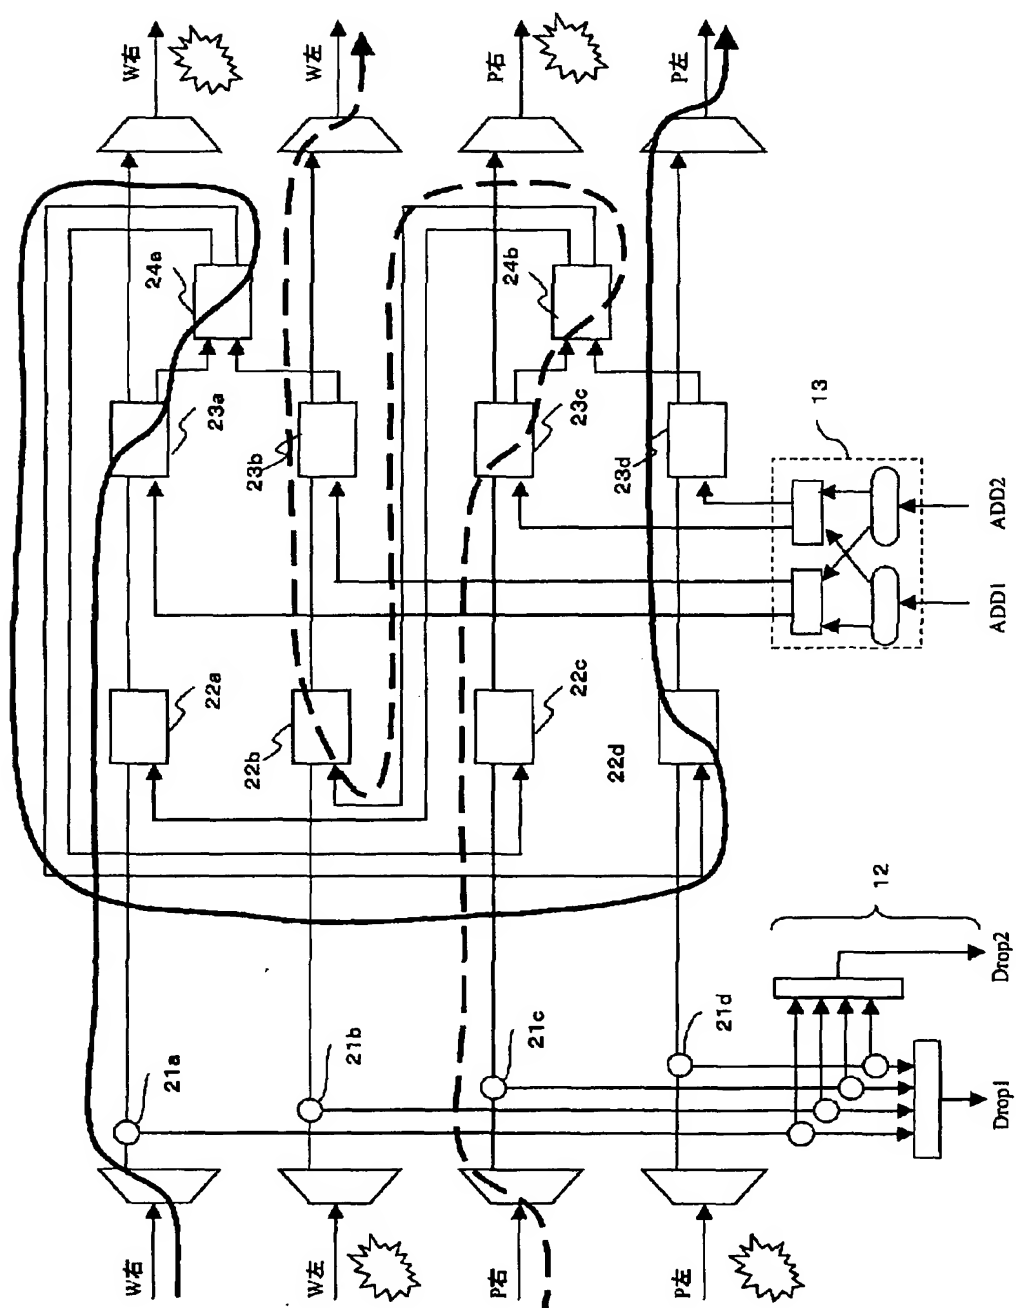 W右
W左
P右
P左
24a
24b
23a
23b
23c
23d
13
22a
22b
22c
22d
ADD1
ADD2
12
21a
21b
21c
21d
Drop2
Drop1
W右
W左
P右
P左